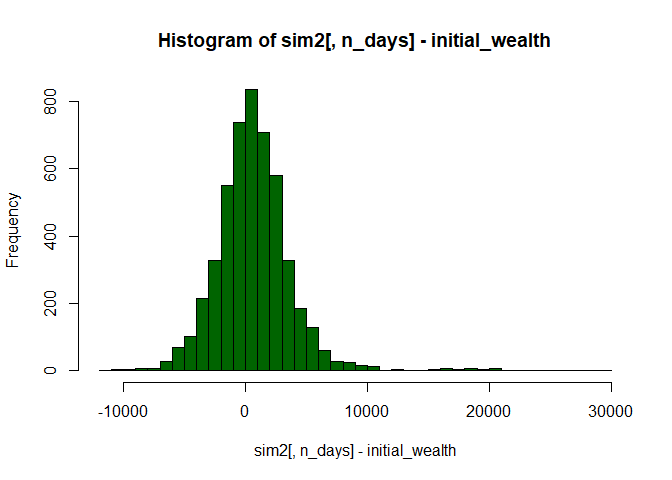 Histogram of sim2[, n_days] - initial_wealth
Frequency
800
600
400
200
0
-10000 0 10000 20000 30000
sim2[, n_days] - initial_wealth